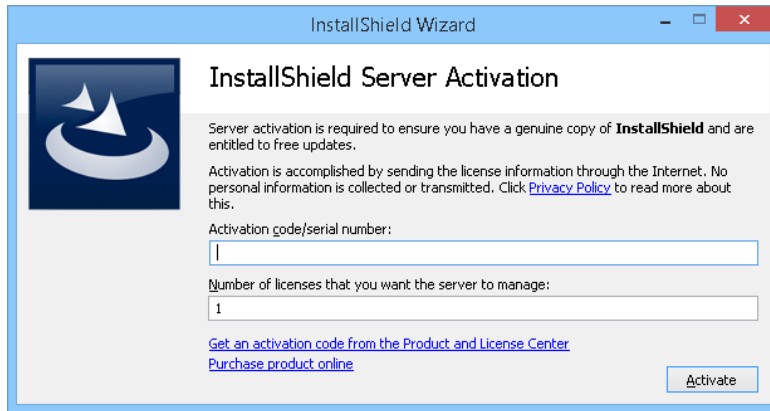 InstallShield Wizard
InstallShield Server Activation
Server activation is required to ensure you have a genuine copy of InstallShield and are
entitled to free updates.
Activation is accomplished by sending the license information through the Internet. No
personal information is collected or transmitted. Click Privacy Policy to read more about
this.
Activation code/serial number:
Number of licenses that you want the server to manage:
1
Get an activation code from the Product and License Center
Purchase product online
Activate